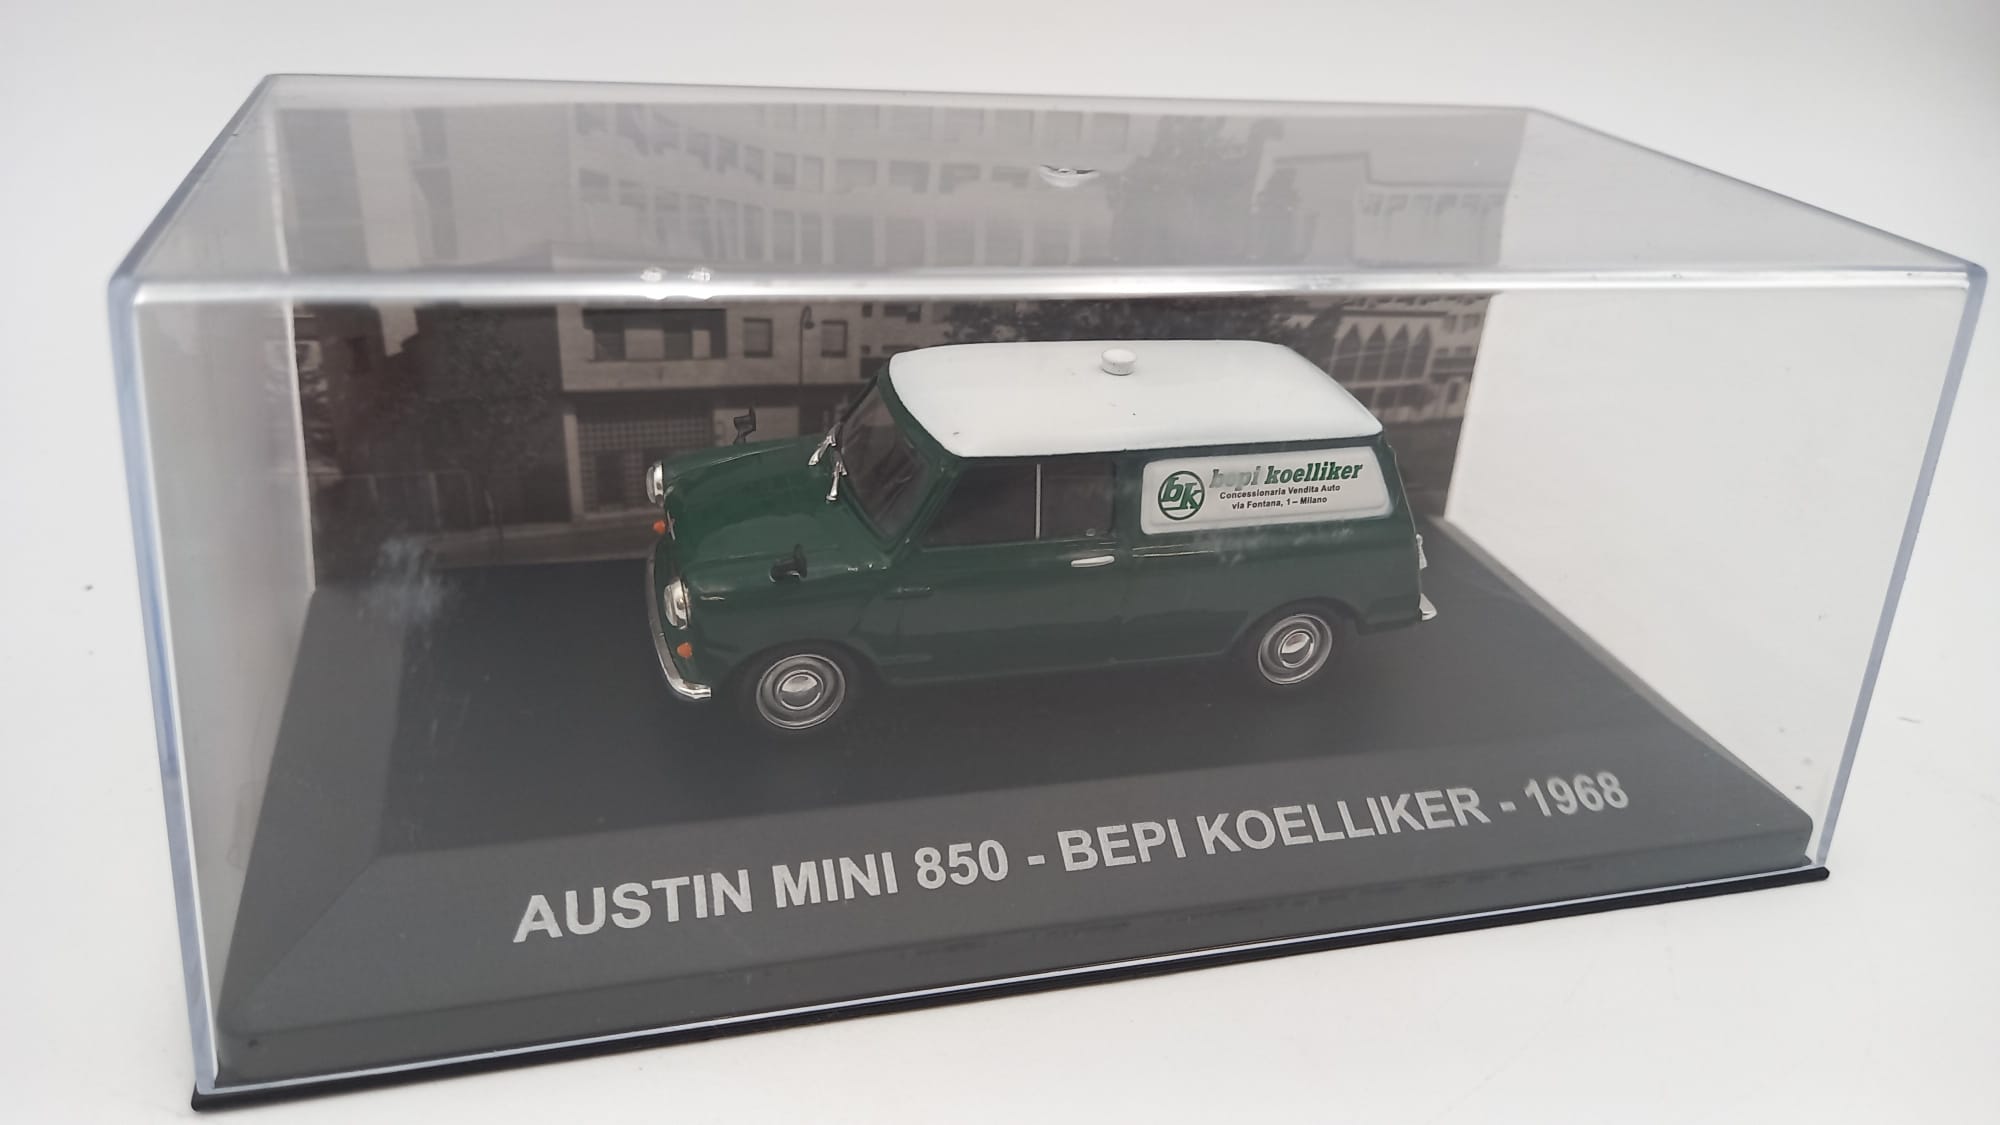 bk bepi koelliker
Concessionaria Vendita Auto
via Fontana, 1 – Milano
AUSTIN MINI 850 - BEPI KOELLIKER - 1968